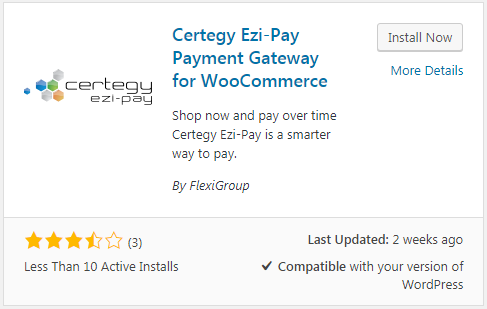 certegy
ezi-pay
Certegy Ezi-Pay
Payment Gateway
for WooCommerce
Install Now
More Details
Shop now and pay over time
Certegy Ezi-Pay is a smarter
way to pay.
By FlexiGroup
(3)
Less Than 10 Active Installs
Last Updated: 2 weeks ago
Compatible with your version of
WordPress